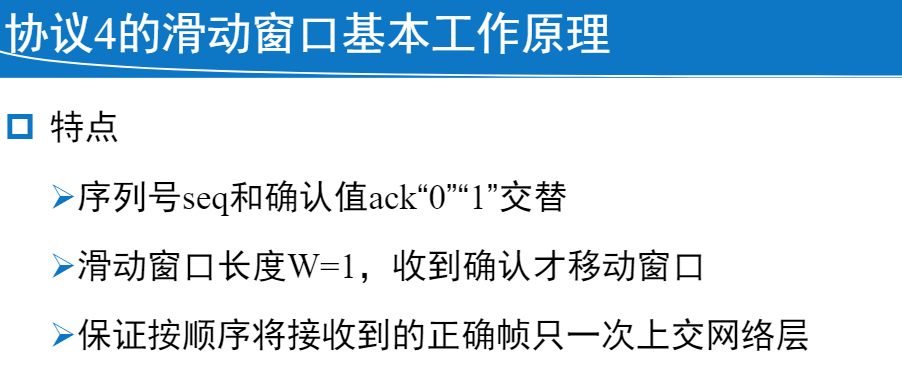 协议4的滑动窗口基本工作原理
特点
序列号seq和确认值ack“0”“1”交替
滑动窗口长度W=1，收到确认才移动窗口
保证按顺序将接收到的正确帧只一次上交网络层